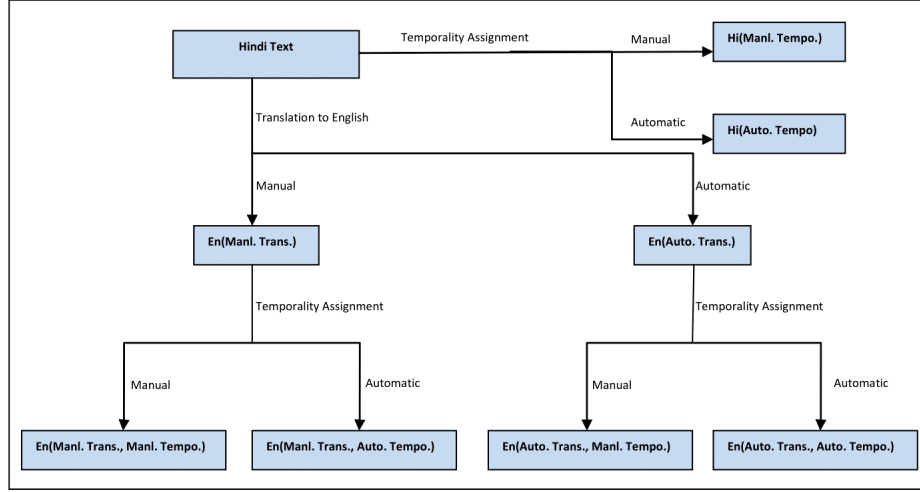 Hindi Text
Temporality Assignment
Manual
Hi(Manl. Tempo.)
Automatic
Hi(Auto. Tempo)
Translation to English
Manual
Automatic
En(Manl. Trans.)
En(Auto. Trans.)
Temporality Assignment
Temporality Assignment
Manual
Automatic
Manual
Automatic
En(Manl. Trans., Manl. Tempo.)
En(Manl. Trans., Auto. Tempo.)
En(Auto. Trans., Manl. Tempo.)
En(Auto. Trans., Auto. Tempo.)